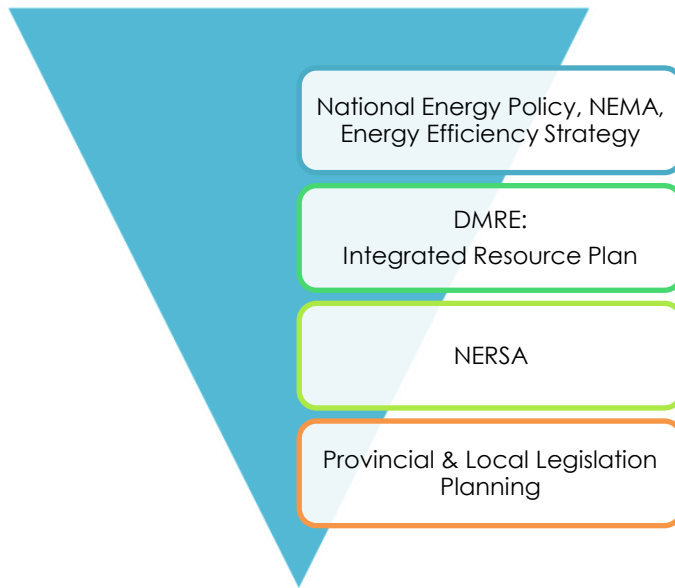 National Energy Policy, NEMA,
Energy Efficiency Strategy
DMRE:
Integrated Resource Plan
NERSA
Provincial & Local Legislation
Planning